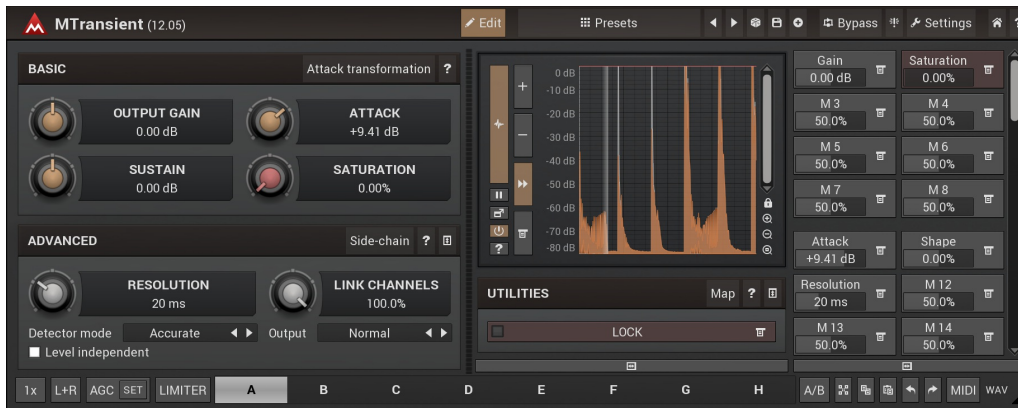 MTransient (12.05) Edit Presets Bypass Settings ?
BASIC Attack transformation ?
OUTPUT GAIN
0.00 dB
ATTACK
+9.41 dB
SUSTAIN
0.00 dB
SATURATION
0.00%
ADVANCED Side-chain ?
RESOLUTION
20 ms
LINK CHANNELS
100.0%
Detector mode Accurate Output Normal
Level independent
0 dB
-10 dB
-20 dB
-30 dB
-40 dB
-50 dB
-60 dB
-70 dB
-80 dB
?
UTILITIES Map ?
LOCK
Gain
0.00 dB
Saturation
0.00%
M 3
50.0%
M 4
50.0%
M 5
50.0%
M 6
50.0%
M 7
50.0%
M 8
50.0%
Attack
+9.41 dB
Shape
0.00%
Resolution
20 ms
M 12
50.0%
M 13
50.0%
M 14
50.0%
1x L+R AGC SET LIMITER A B C D E F G H A/B MIDI WAV